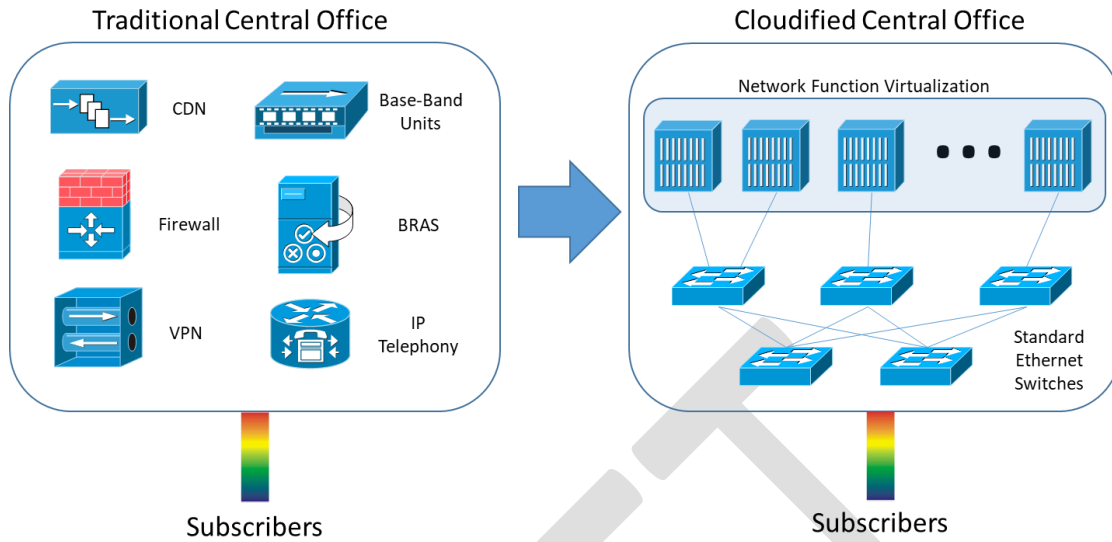 Traditional Central Office
CDN
Base-Band
Units
Firewall
BRAS
VPN
IP
Telephony
Subscribers
Cloudified Central Office
Network Function Virtualization
Standard
Ethernet
Switches
Subscribers